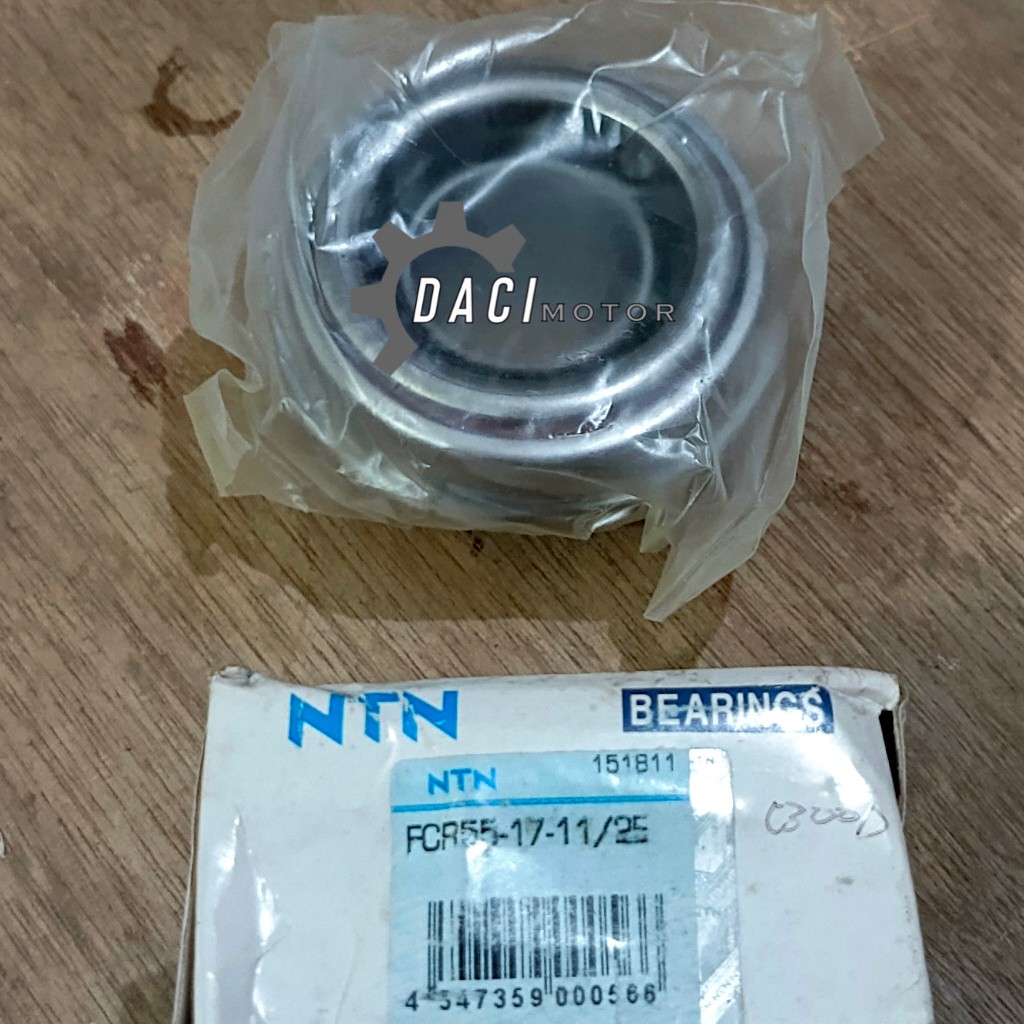 DACI MOTOR
NTN BEARINGS
NTN 151811
FCR55-17-11/2E
4 547359 000566